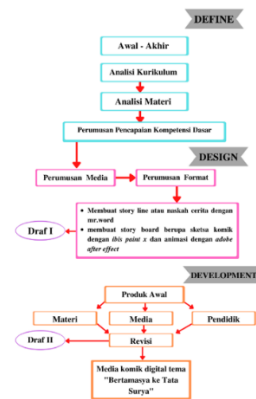 DEFINE
Awal - Akhir
Analisi Kurikulum
Analisi Materi
Perumusan Pencapaian Kompetensi Dasar
DESIGN
Perumusan Media
Perumusan Format
• Membuat story line atau naskah cerita dengan
mr.word
• membuat story board berupa sketsa komik
dengan ibis paint x dan animasi dengan adobe
after effect
Draf I
DEVELOPMENT
Produk Awal
Materi
Media
Pendidik
Draf II
Revisi
Media komik digital tema
"Bertamasya ke Tata
Surya"